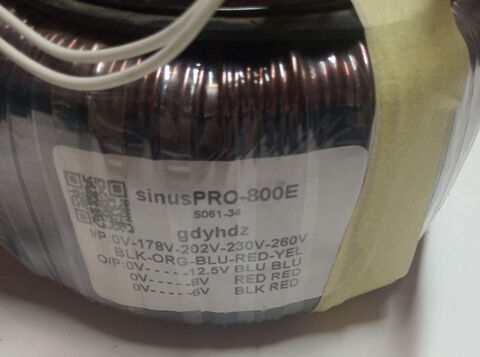 sinusPRO-800E
S061-34
gdyhdz
I/P:0V-178V-202V-230V-260V
BLK-ORG-BLU-RED-YEL
O/P:0V------12.5V BLU BLU
0V------8V RED RED
0V------6V BLK RED